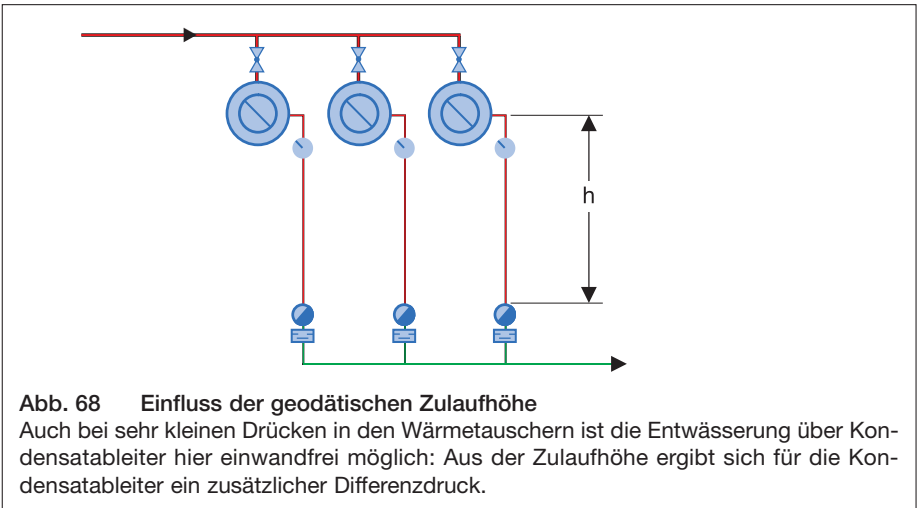 h
Abb. 68 Einfluss der geodätischen Zulaufhöhe
Auch bei sehr kleinen Drücken in den Wärmetauschern ist die Entwässerung über Kon-
densatableiter hier einwandfrei möglich: Aus der Zulaufhöhe ergibt sich für die Kon-
densatableiter ein zusätzlicher Differenzdruck.